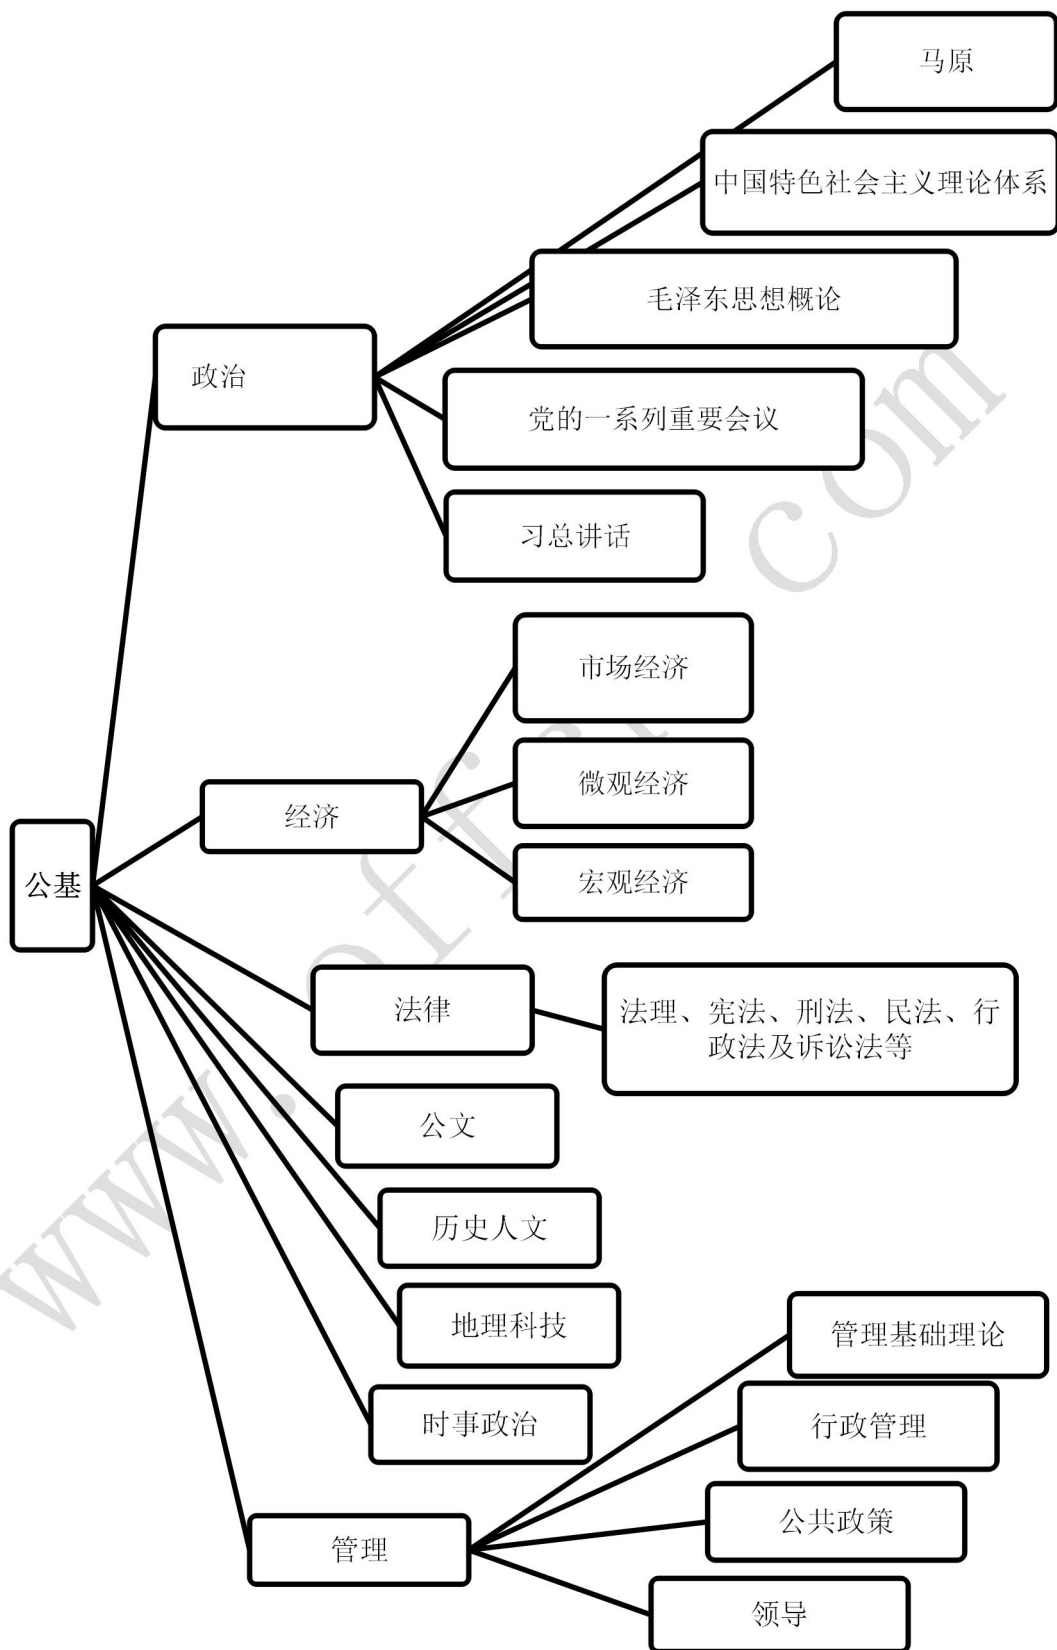 马原
中国特色社会主义理论体系
毛泽东思想概论
政治
党的一系列重要会议
习总讲话
市场经济
微观经济
经济
宏观经济
公基
法律
法理、宪法、刑法、民法、行
政法及诉讼法等
公文
历史人文
地理科技
时事政治
管理基础理论
行政管理
公共政策
管理
领导